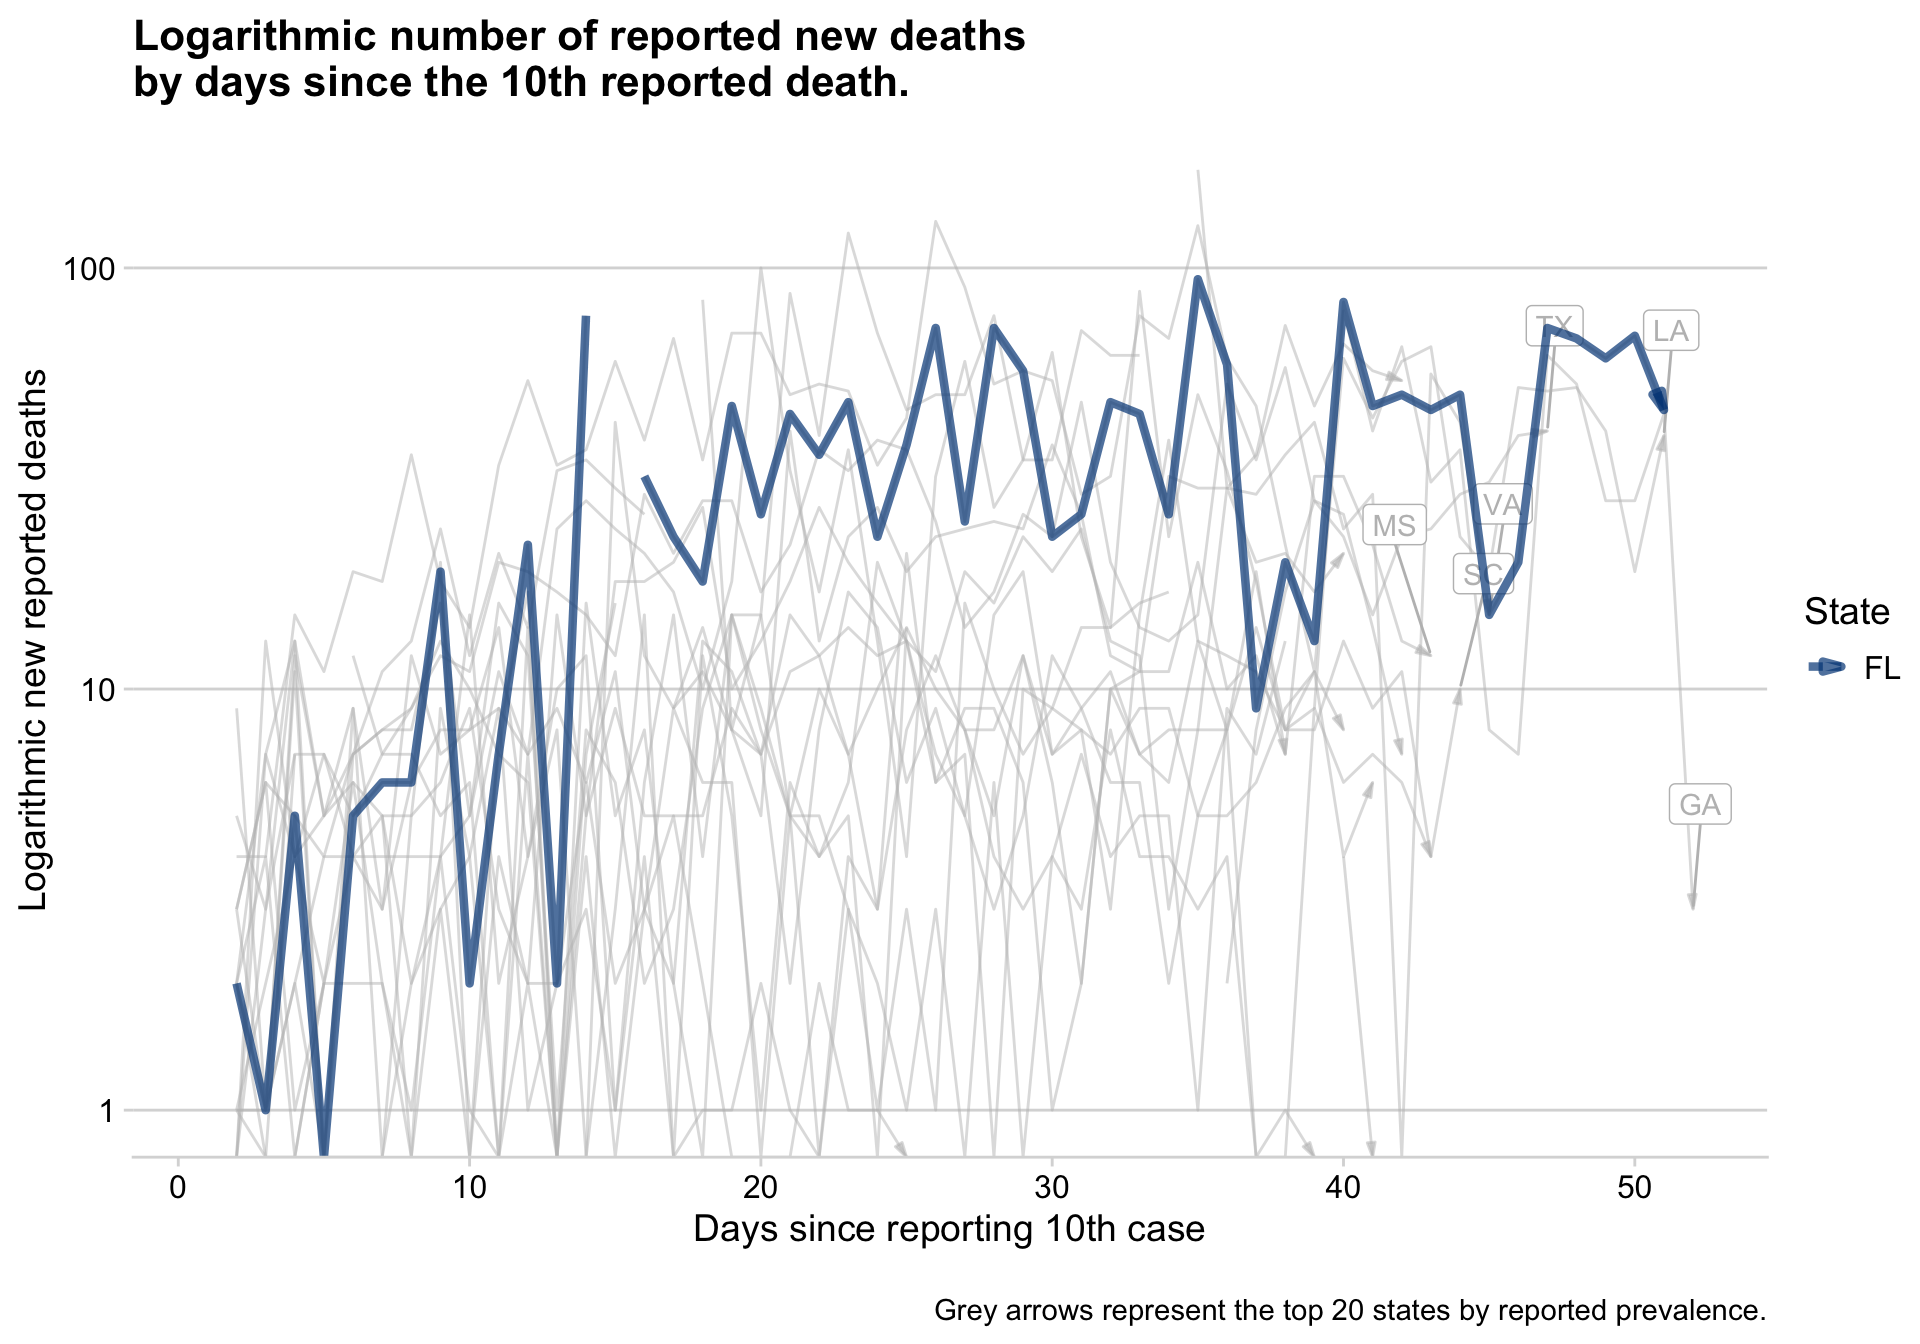 Logarithmic number of reported new deaths
by days since the 10th reported death.
Logarithmic new reported deaths
100
10
1
TX
LA
MS
VA
SC
GA
State
FL
0 10 20 30 40 50
Days since reporting 10th case
Grey arrows represent the top 20 states by reported prevalence.